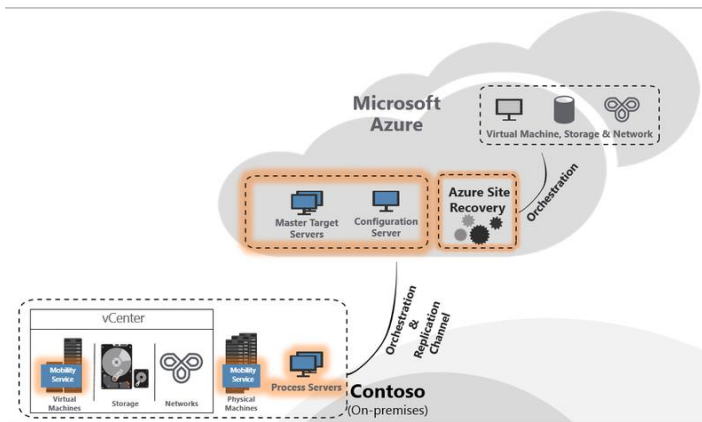 Microsoft
Azure
Virtual Machine, Storage & Network
Orchestration
Azure Site
Recovery
Master Target
Servers
Configuration
Server
Orchestration
&
Replication
Channel
vCenter
Mobility
Service
Virtual
Machines
Storage
Networks
Mobility
Service
Physical
Machines
Process Servers
Contoso
(On-premises)